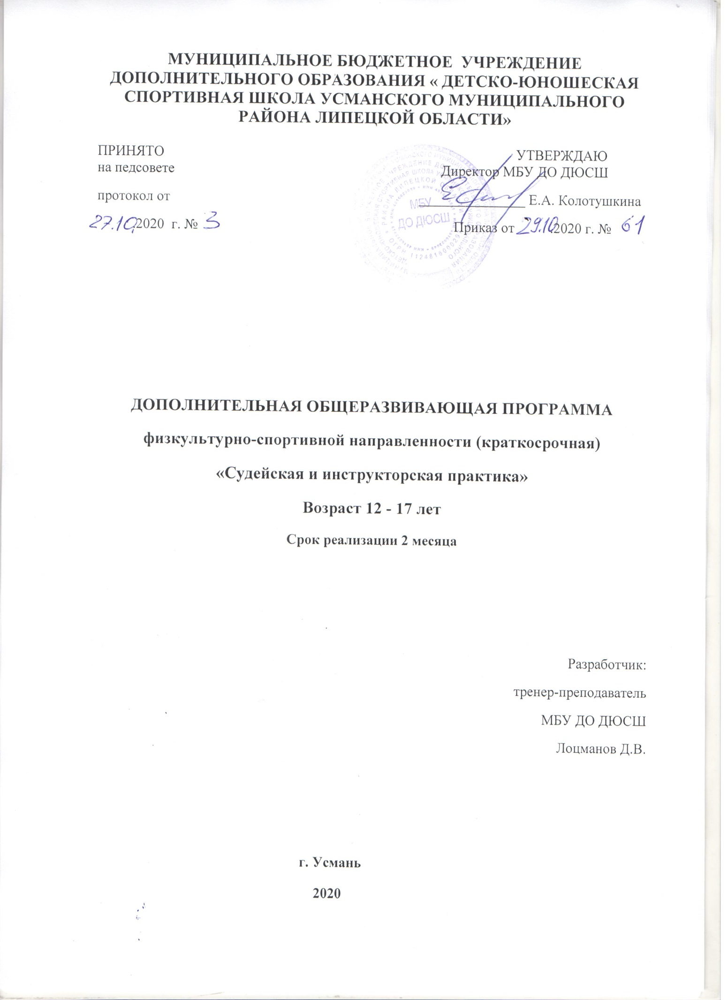 МУНИЦИПАЛЬНОЕ БЮДЖЕТНОЕ УЧРЕЖДЕНИЕ
ДОПОЛНИТЕЛЬНОГО ОБРАЗОВАНИЯ « ДЕТСКО-ЮНОШЕСКАЯ
СПОРТИВНАЯ ШКОЛА УСМАНСКОГО МУНИЦИПАЛЬНОГО
РАЙОНА ЛИПЕЦКОЙ ОБЛАСТИ»
ПРИНЯТО
на педсовете
протокол от
27.10.2020 г. № 3
УТВЕРЖДАЮ
Директор МБУ ДО ДЮСШ
Е.А. Колотушкина
Приказ от 29.10.2020 г. № 61
МБУ
ДО ДЮСШ
РАЙОНА ЛИПЕЦКОЙ ОБЛАСТИ
ДОПОЛНИТЕЛЬНАЯ ОБЩЕРАЗВИВАЮЩАЯ ПРОГРАММА
физкультурно-спортивной направленности (краткосрочная)
«Судейская и инструкторская практика»
Возраст 12 - 17 лет
Срок реализации 2 месяца
Разработчик:
тренер-преподаватель
МБУ ДО ДЮСШ
Лоцманов Д.В.
г. Усмань
2020